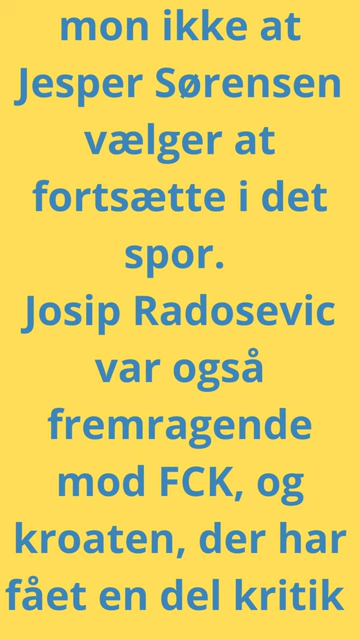 mon ikke at
Jesper Sørensen
vælger at
fortsætte i det
spor.
Josip Radosevic
var også
fremragende
mod FCK, og
kroaten, der har
fået en del kritik